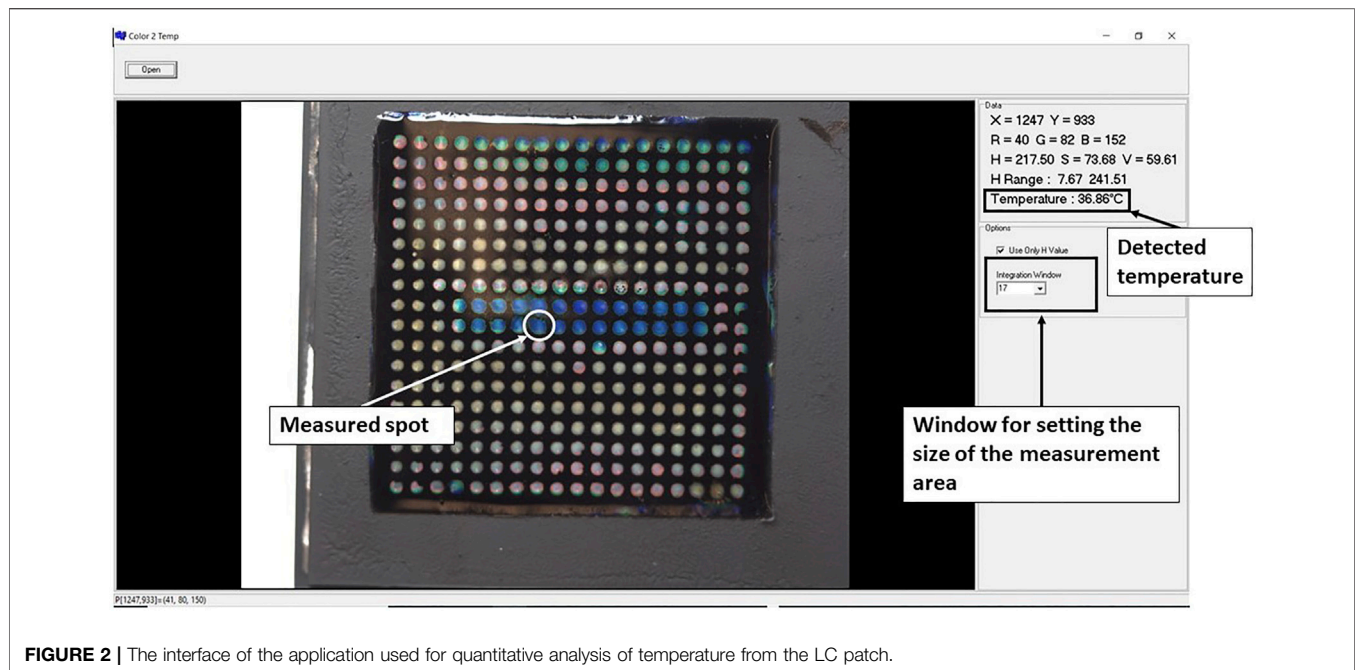 Color 2 Temp
Open
Data
X = 1247 Y = 933
R = 40 G = 82 B = 152
H = 217.50 S = 73.68 V = 59.61
H Range : 7.67 241.51
Temperature : 36.86°C
Options
Use Only H Value
Integration Window
17
Detected
temperature
Measured spot
Window for setting the
size of the measurement
area
P[1247,933]=(41, 80, 150)
FIGURE 2 | The interface of the application used for quantitative analysis of temperature from the LC patch.